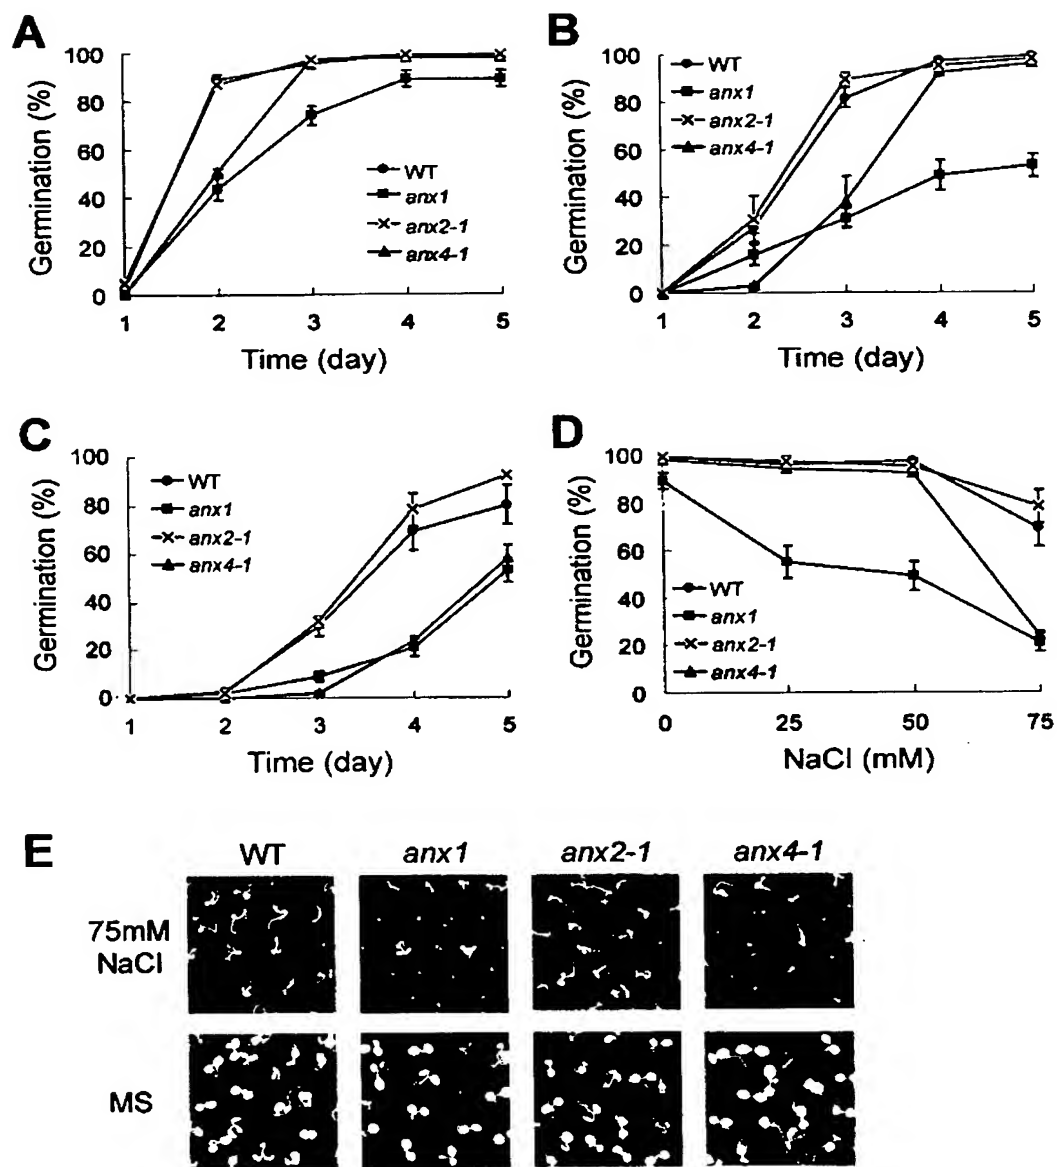 A
Germination (%)
100
80
60
40
20
0
WT
anx1
anx2-1
anx4-1
1 2 3 4 5
Time (day)
B
Germination (%)
100
80
60
40
20
0
WT
anx1
anx2-1
anx4-1
1 2 3 4 5
Time (day)
C
Germination (%)
100
80
60
40
20
0
WT
anx1
anx2-1
anx4-1
1 2 3 4 5
Time (day)
D
Germination (%)
100
80
60
40
20
0
WT
anx1
anx2-1
anx4-1
0 25 50 75
NaCl (mM)
E
WT anx1 anx2-1 anx4-1
75mM
NaCl
MS